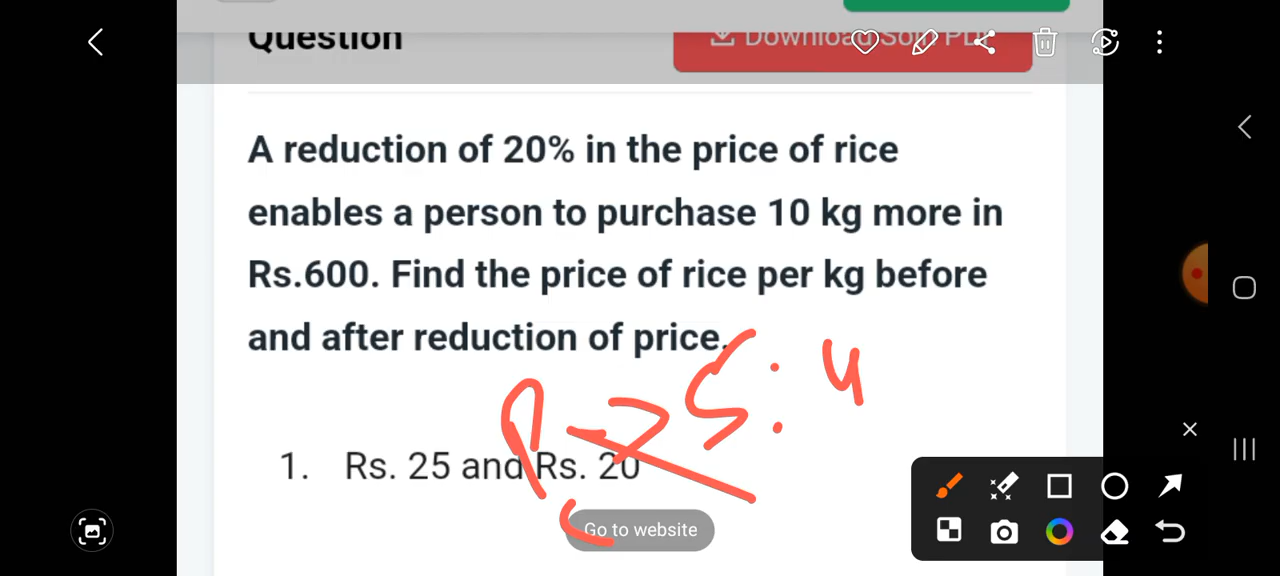 Question
A reduction of 20% in the price of rice
enables a person to purchase 10 kg more in
Rs.600. Find the price of rice per kg before
and after reduction of price.
P → 5 : 4
1. Rs. 25 and Rs. 20
Go to website